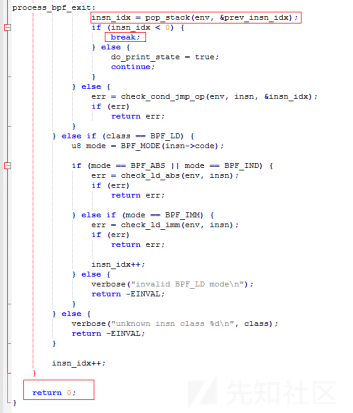 process_bpf_exit:
insn_idx = pop_stack(env, &prev_insn_idx);
if (insn_idx < 0) {
break;
} else {
do_print_state = true;
continue;
}
} else {
err = check_cond_jmp_op(env, insn, &insn_idx);
if (err)
return err;
}
} else if (class == BPF_LD) {
u8 mode = BPF_MODE(insn->code);
if (mode == BPF_ABS || mode == BPF_IND) {
err = check_ld_abs(env, insn);
if (err)
return err;
} else if (mode == BPF_IMM) {
err = check_ld_imm(env, insn);
if (err)
return err;
insn_idx++;
} else {
verbose("invalid BPF_LD mode\n");
return -EINVAL;
}
} else {
verbose("unknown insn class %d\n", class);
return -EINVAL;
}
insn_idx++;
}
return 0;
}
先知社区